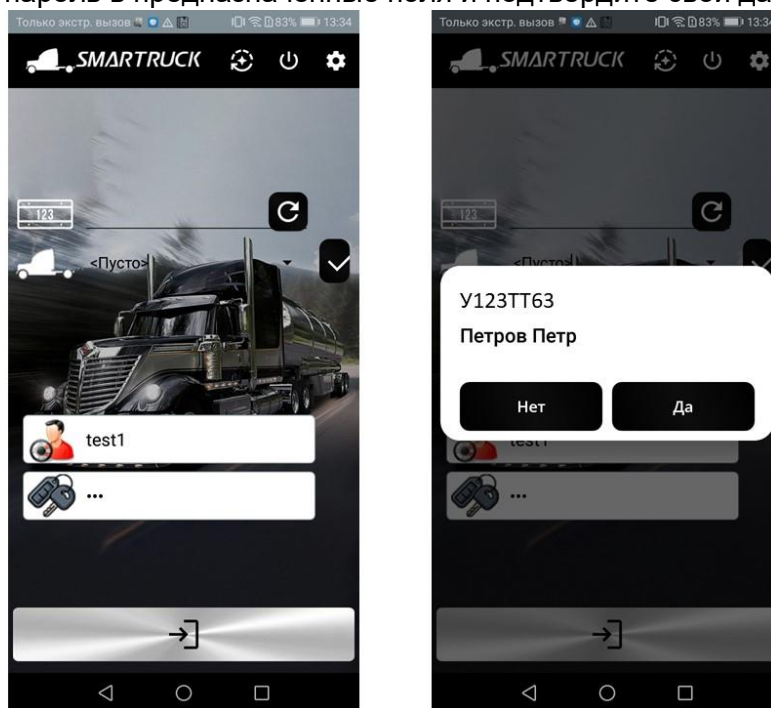 пароль в предназначенные поля и подтвердите свои да
Только экстр. вызов 83% 13:34
SMARTRUCK
123
<Пусто>
test1
•••
Только экстр. вызов 83% 13:34
SMARTRUCK
123
<Пусто>
У123ТТ63
Петров Петр
Нет Да
test1
•••